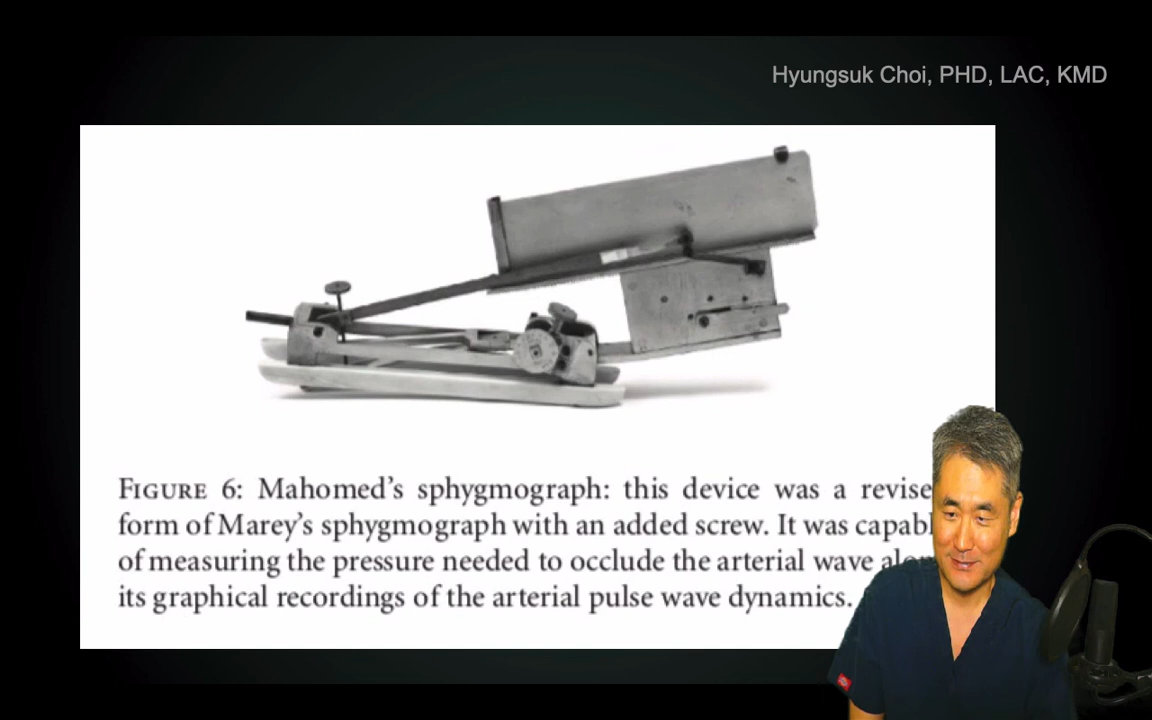 Hyungsuk Choi, PHD, LAC, KMD
FIGURE 6: Mahomed's sphygmograph: this device was a revise
form of Marey's sphygmograph with an added screw. It was capab
of measuring the pressure needed to occlude the arterial wave
its graphical recordings of the arterial pulse wave dynamics.